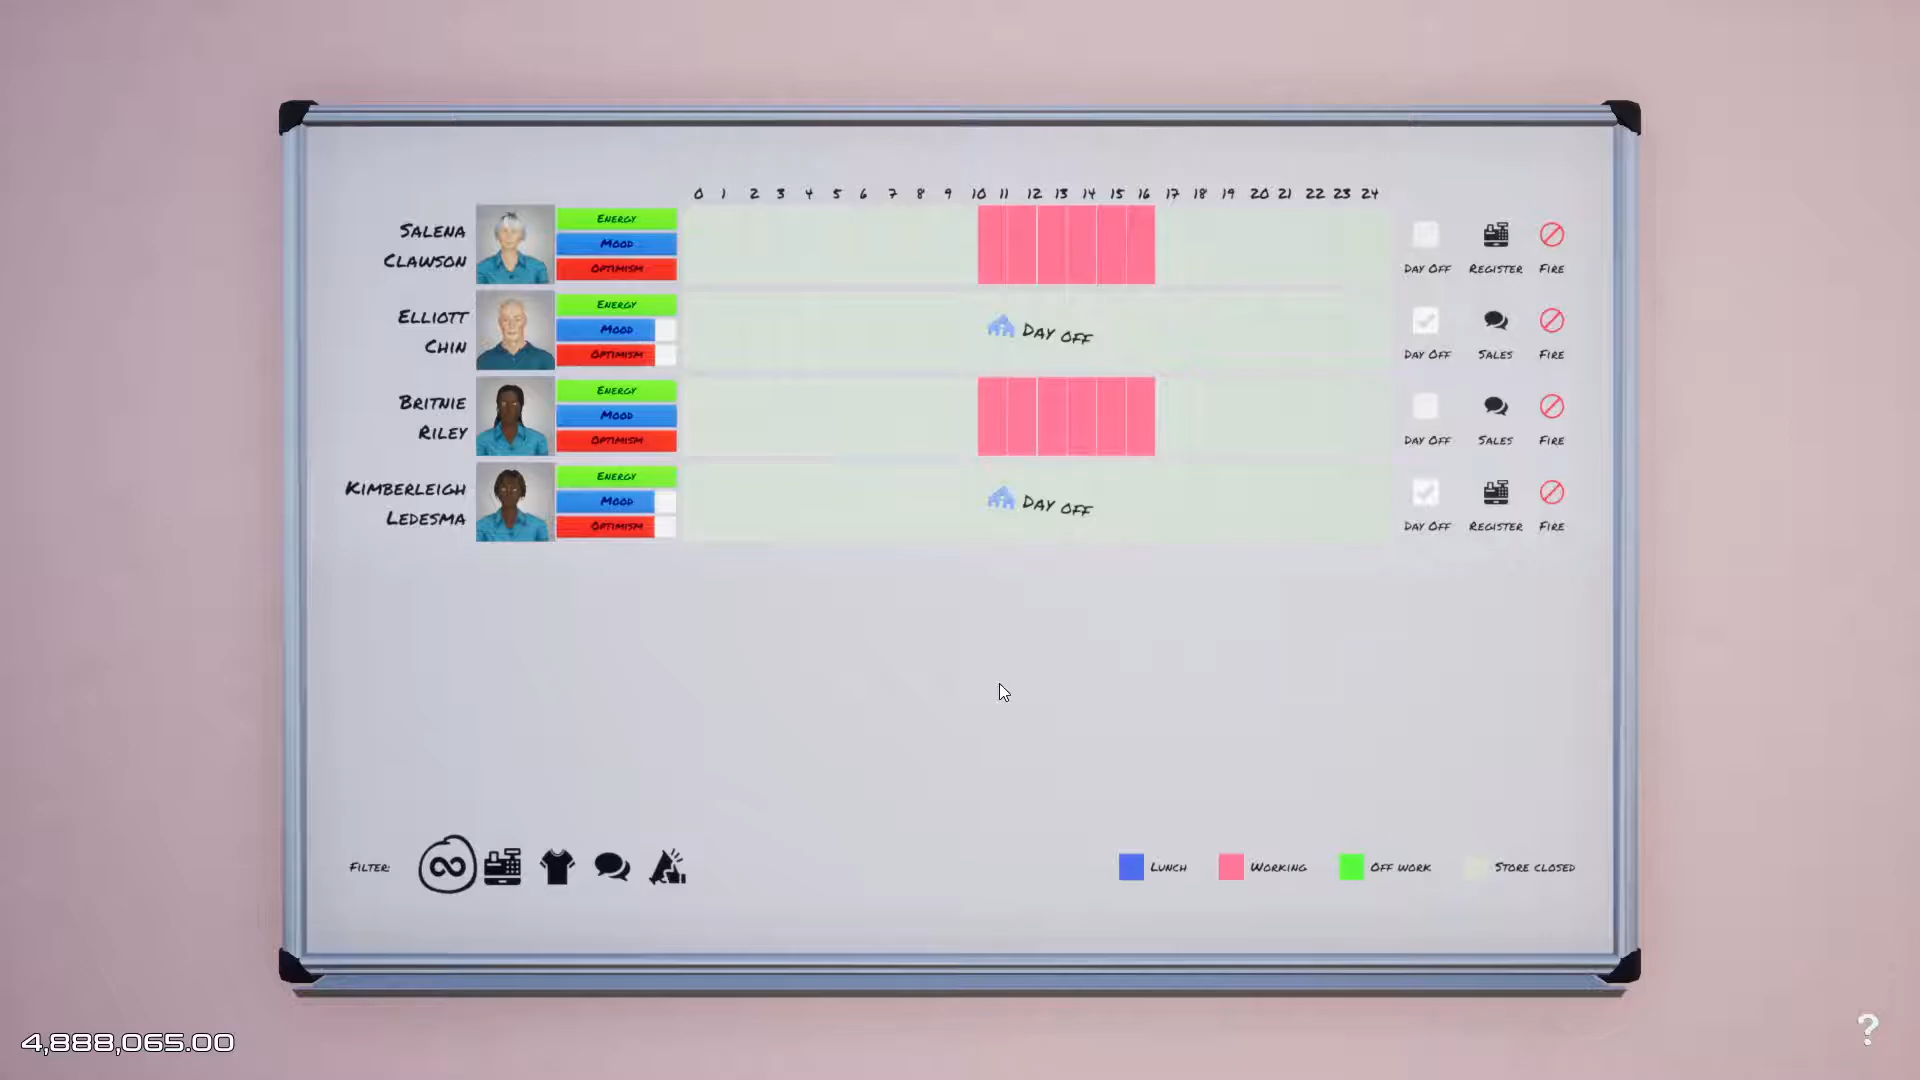 0 1 2 3 4 5 6 7 8 9 10 11 12 13 14 15 16 17 18 19 20 21 22 23 24
Salena
Clawson
Energy
Mood
Optimism
Day Off
Register
Fire
Elliott
Chin
Energy
Mood
Optimism
Day off
Day Off
Sales
Fire
Britnie
Riley
Energy
Mood
Optimism
Day Off
Sales
Fire
Kimberleigh
Ledesma
Energy
Mood
Optimism
Day off
Day Off
Register
Fire
Filter:
Lunch
Working
Off work
Store closed
4,888,065.00
?